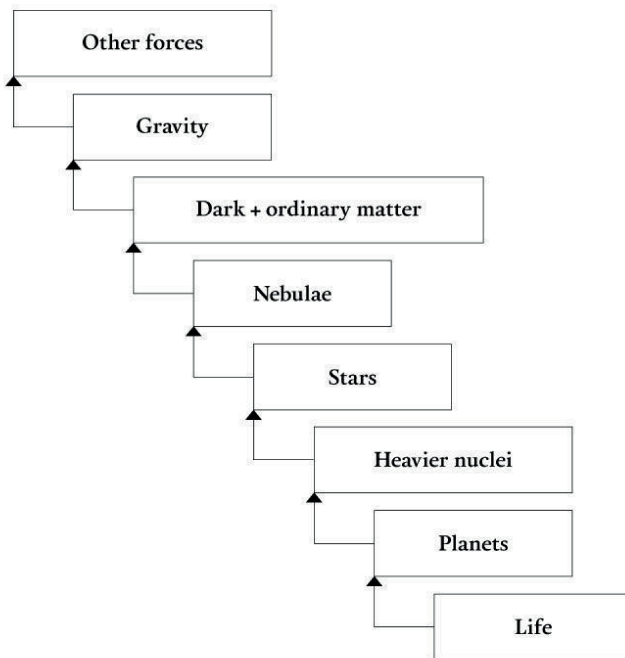 Other forces
Gravity
Dark + ordinary matter
Nebulae
Stars
Heavier nuclei
Planets
Life